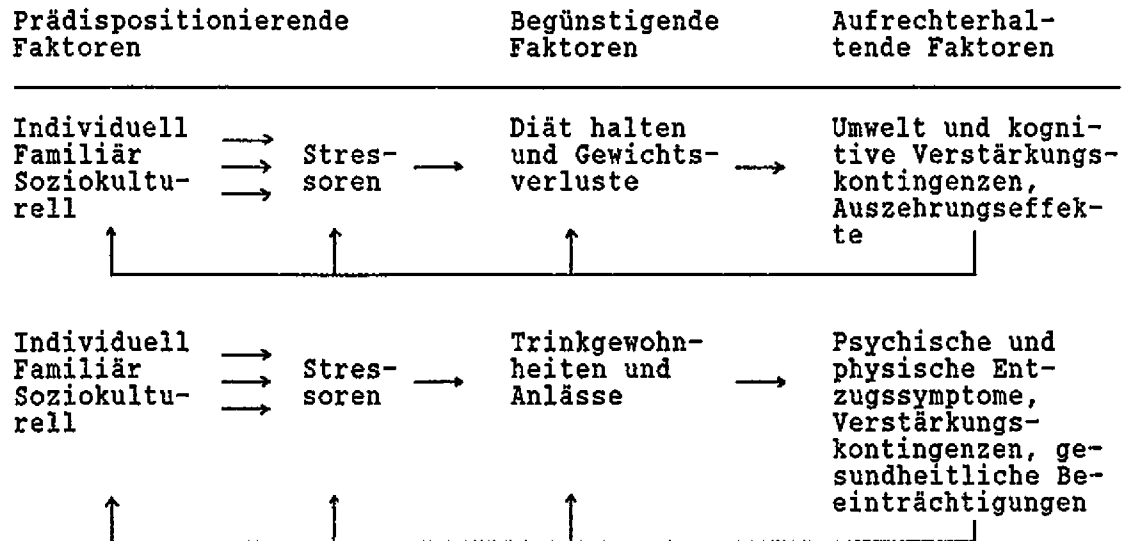 Prädispositionierende Begünstigende Aufrechterhal-
Faktoren Faktoren tende Faktoren
Individuell Diät halten Umwelt und kogni-
Familiär Stres- und Gewichts- tive Verstärkungs-
Soziokultu- soren verluste kontingenzen,
rell Auszehrungseffek-
te
Individuell Trinkgewohn- Psychische und
Familiär Stres- heiten und physische Ent-
Soziokultu- soren Anlässe zugssymptome,
rell Verstärkungs-
kontingenzen, ge-
sundheitliche Be-
einträchtigungen